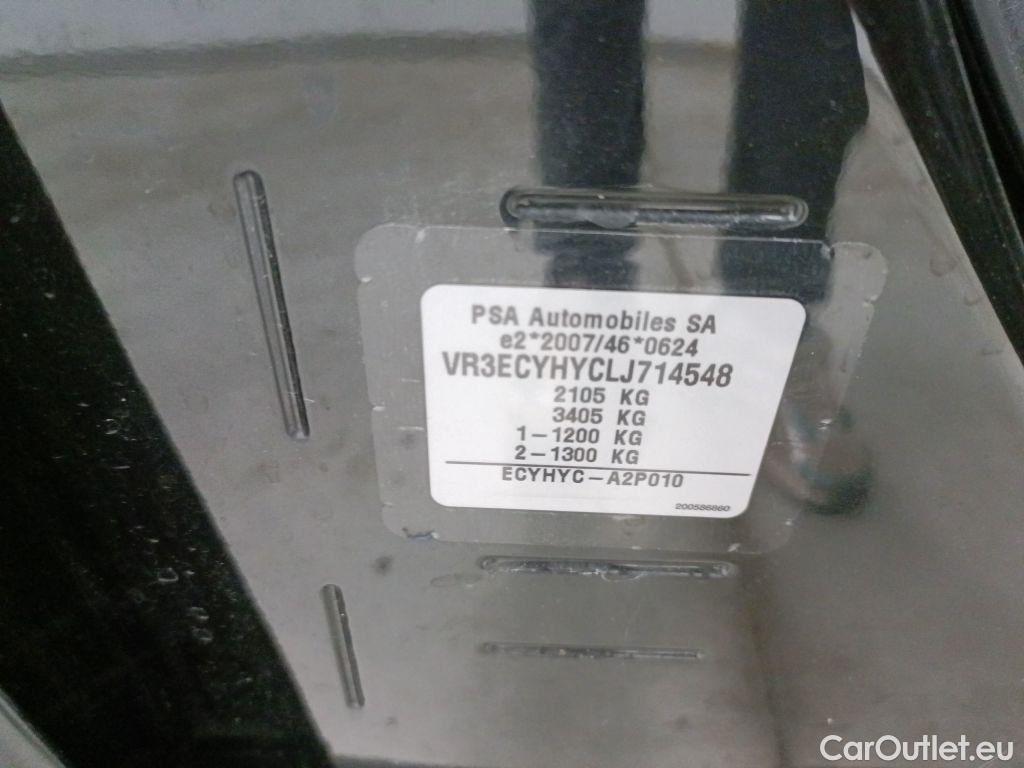 PSA Automobiles SA
e2*2007/46*0624
VR3ECYHYCLJ714548
2105 KG
3405 KG
1-1200 KG
2-1300 KG
ECYHYC-A2P010
200586860
CarOutlet.eu